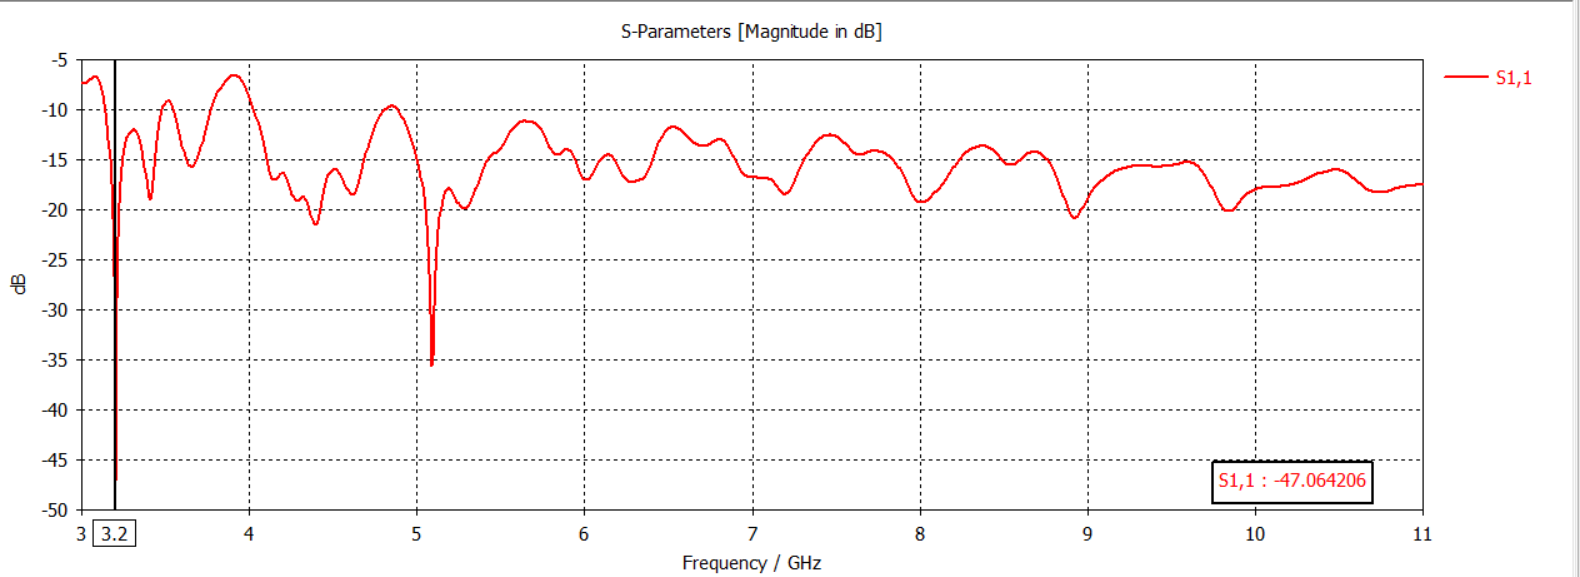 S-Parameters [Magnitude in dB]
-5
-10
-15
-20
-25
-30
-35
-40
-45
-50
dB
S1,1
S1,1 : -47.064206
3 3.2 4 5 6 7 8 9 10 11
Frequency / GHz